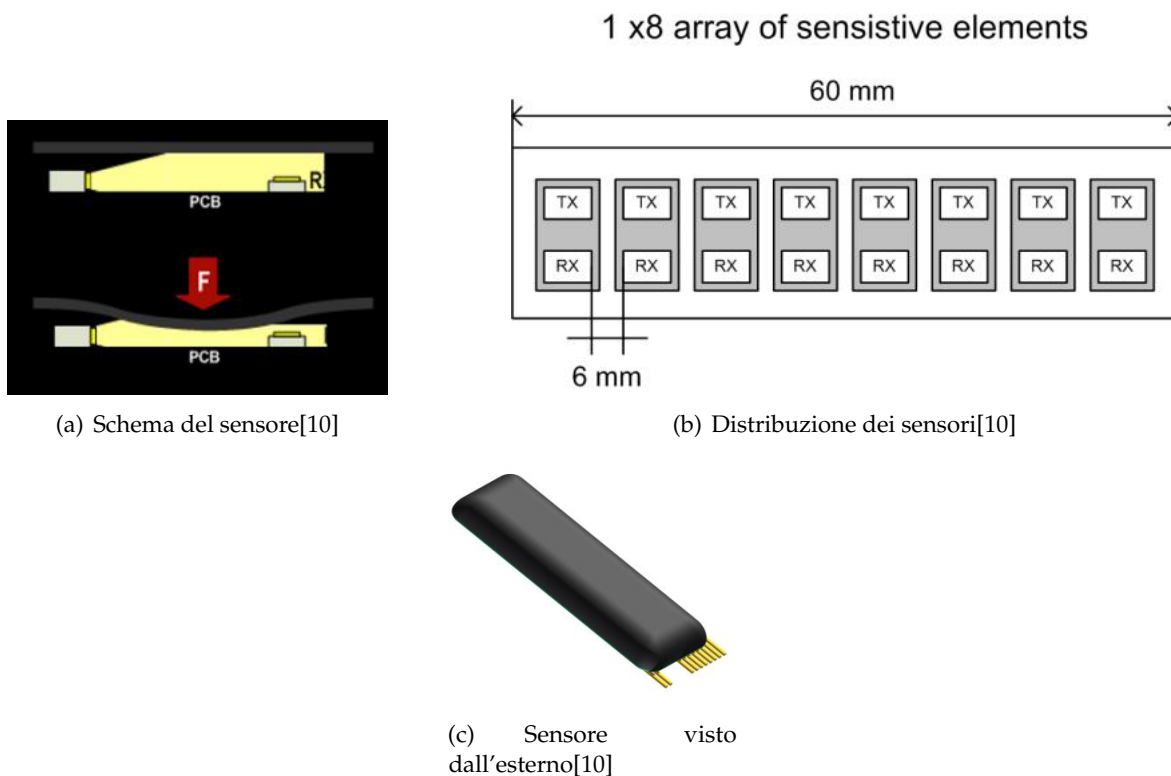 1 x8 array of sensistive elements
60 mm
TX TX TX TX TX TX TX TX
RX RX RX RX RX RX RX RX
6 mm
PCB
F
PCB
(a) Schema del sensore[10]
(b) Distribuzione dei sensori[10]
(c) Sensore visto
dall'esterno[10]